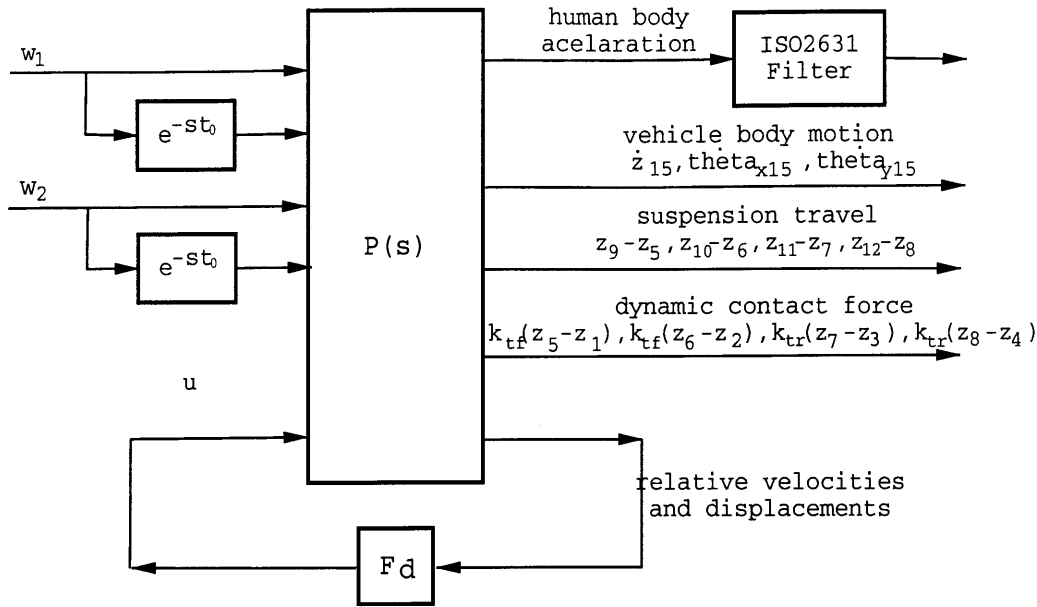 human body
acelaration
ISO2631
Filter
w1
e^-st0
w2
e^-st0
P(s)
vehicle body motion
ż15, thėtax15, thėtay15
suspension travel
z9-z5, z10-z6, z11-z7, z12-z8
dynamic contact force
ktf(z5-z1), ktf(z6-z2), ktr(z7-z3), ktr(z8-z4)
u
relative velocities
and displacements
Fd